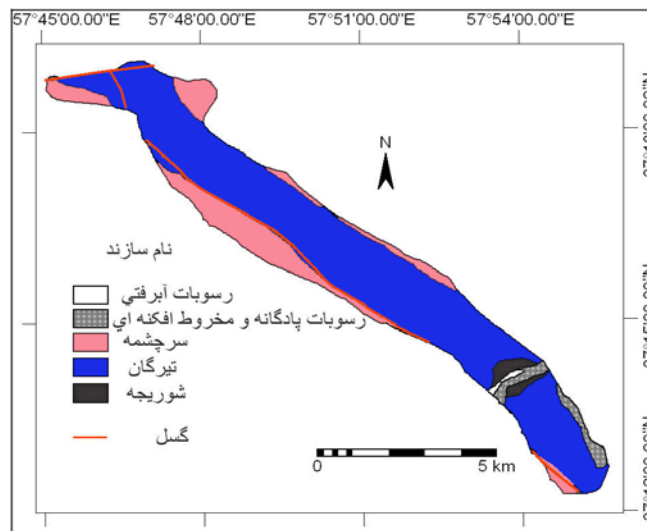 57°45'00.00"E 57°48'00.00"E 57°51'00.00"E 57°54'00.00"E
N
نام سازند
رسوبات آبرفتي
رسوبات پادگانه و مخروط افكنه اي
سرچشمه
تيرگان
شوريجه
گسل
0 5 km